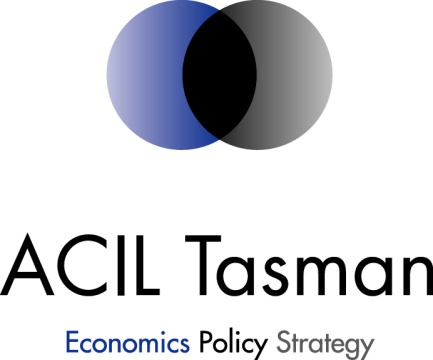 ACIL Tasman
Economics Policy Strategy